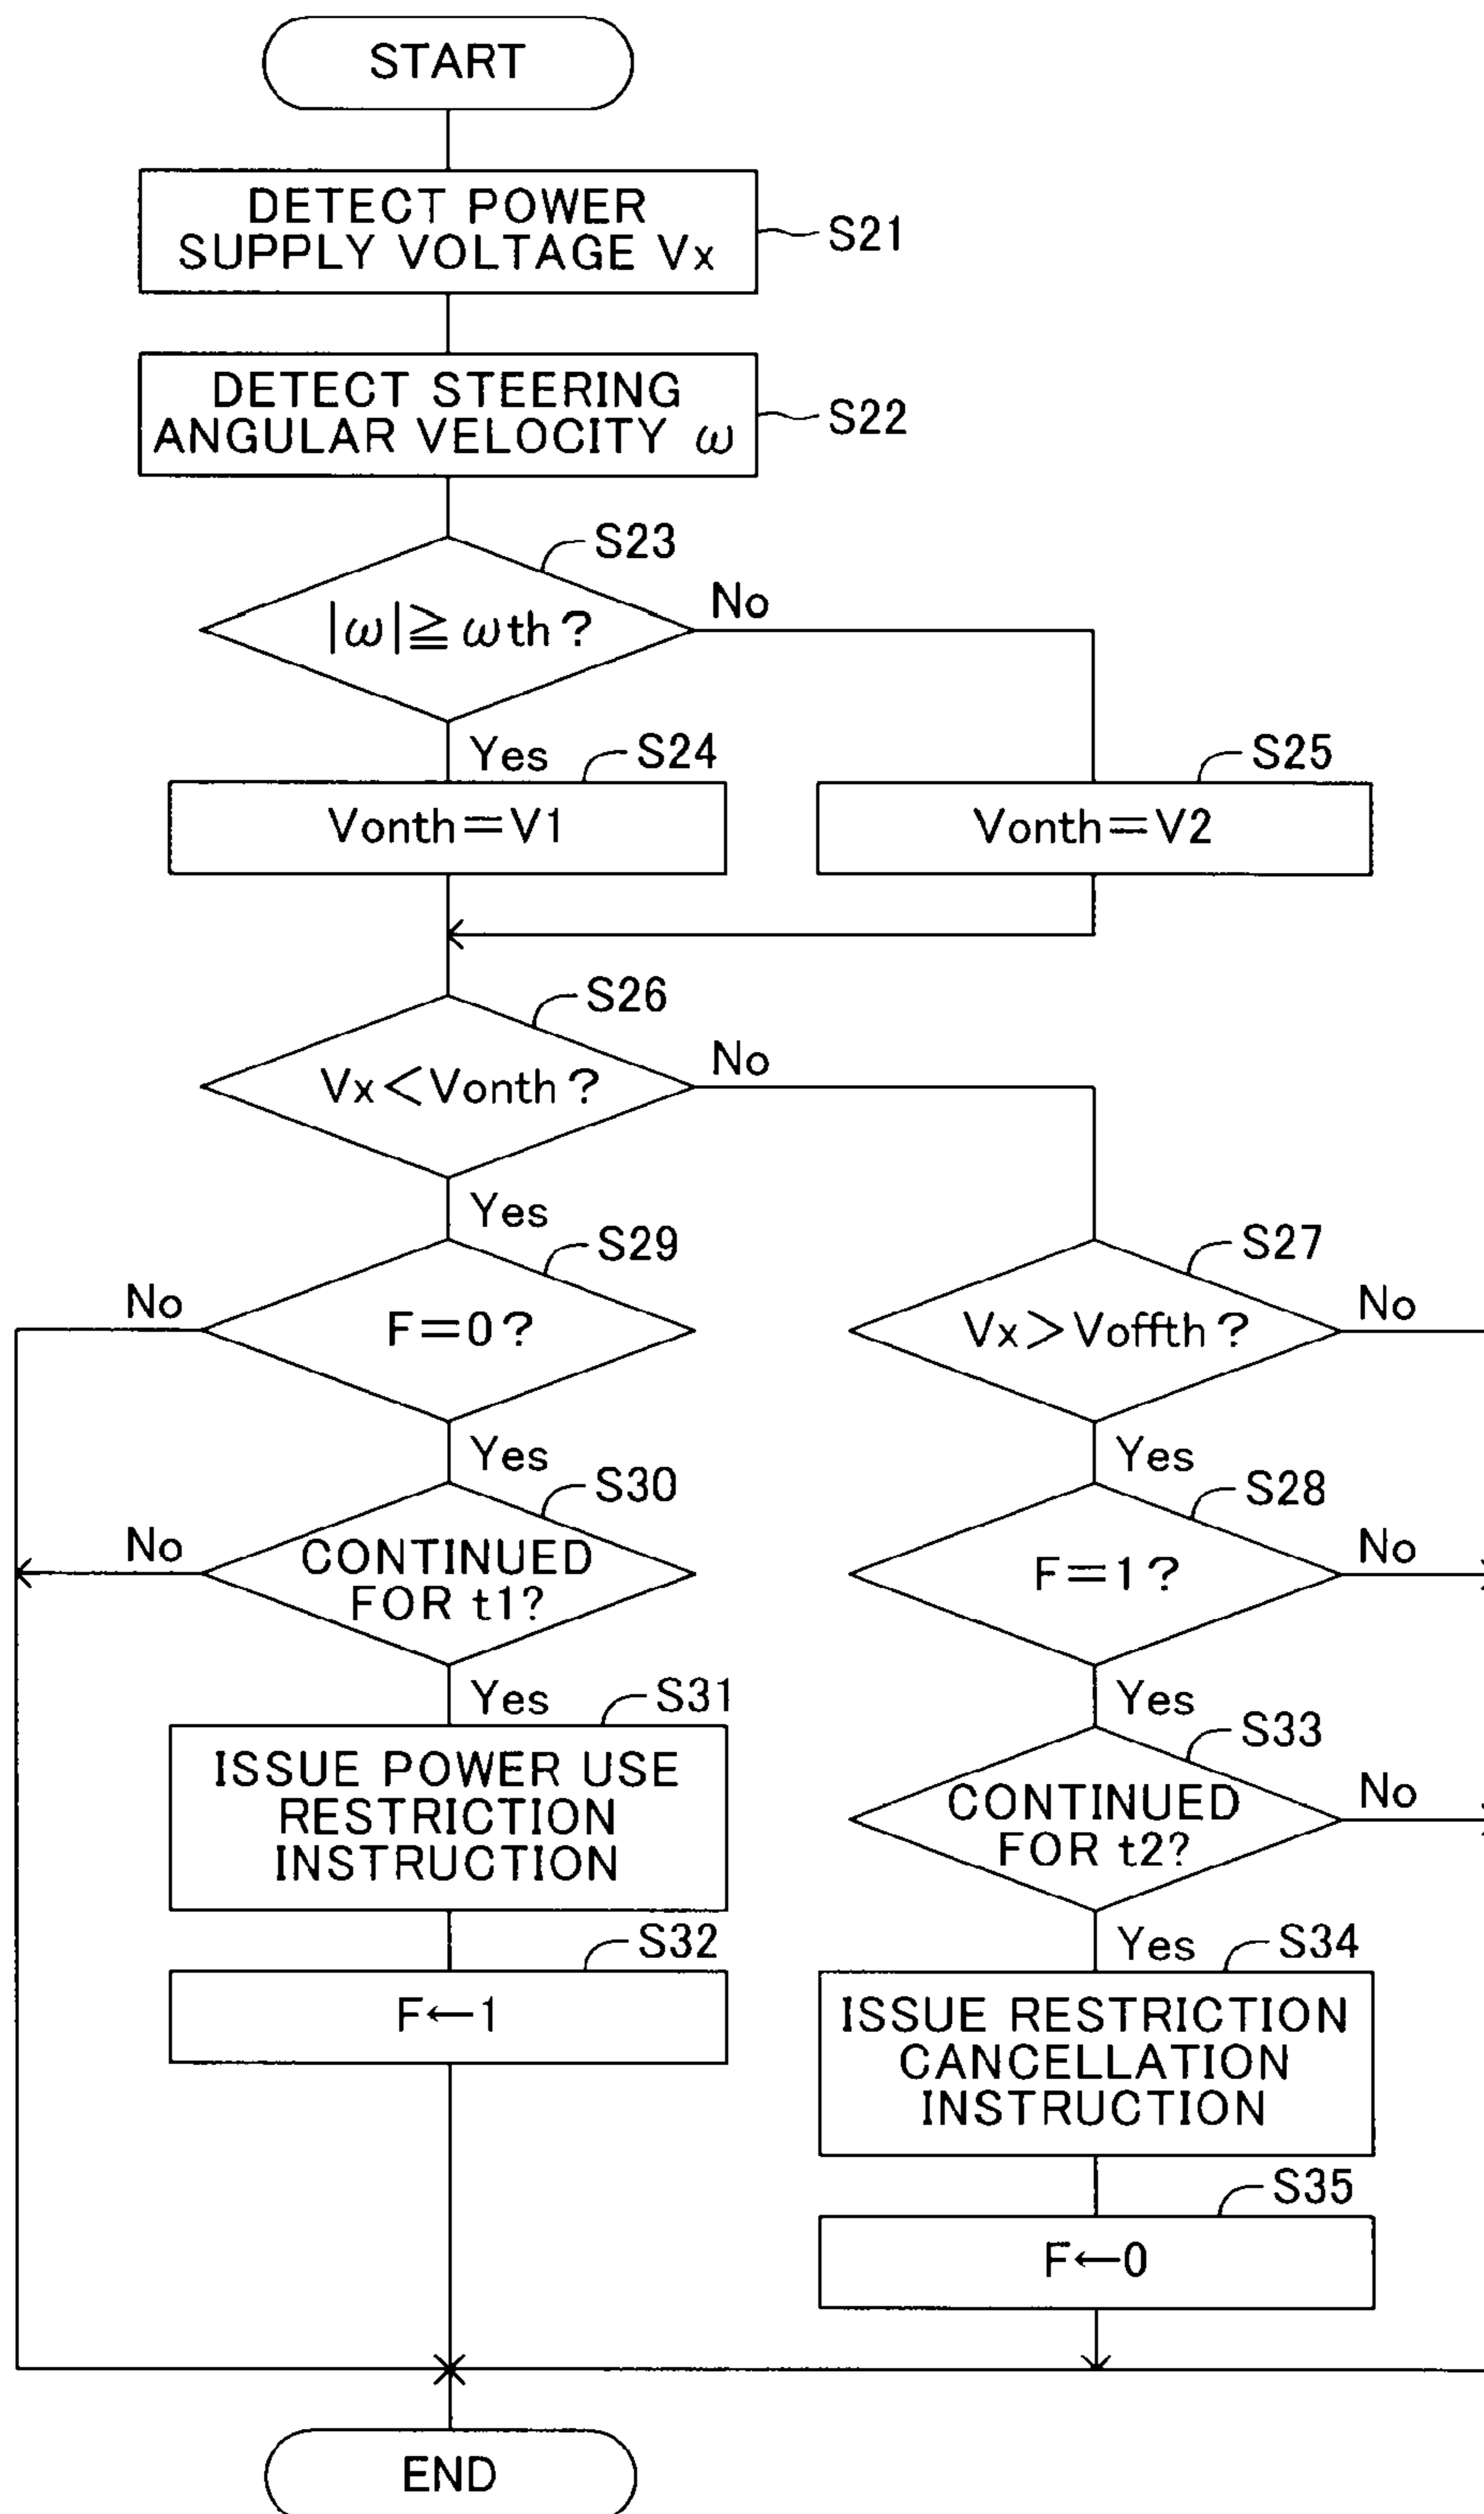 START
DETECT POWER
SUPPLY VOLTAGE Vx
S21
DETECT STEERING
ANGULAR VELOCITY ω
S22
S23
|ω|≧ωth?
No
Yes
S24
Vonth=V1
S25
Vonth=V2
S26
Vx<Vonth?
No
Yes
S29
F=0?
No
Yes
S27
Vx>Voffth?
No
Yes
S30
CONTINUED
FOR t1?
No
Yes
S28
F=1?
No
Yes
S31
ISSUE POWER USE
RESTRICTION
INSTRUCTION
S33
CONTINUED
FOR t2?
No
Yes
S32
F←1
S34
ISSUE RESTRICTION
CANCELLATION
INSTRUCTION
S35
F←0
END